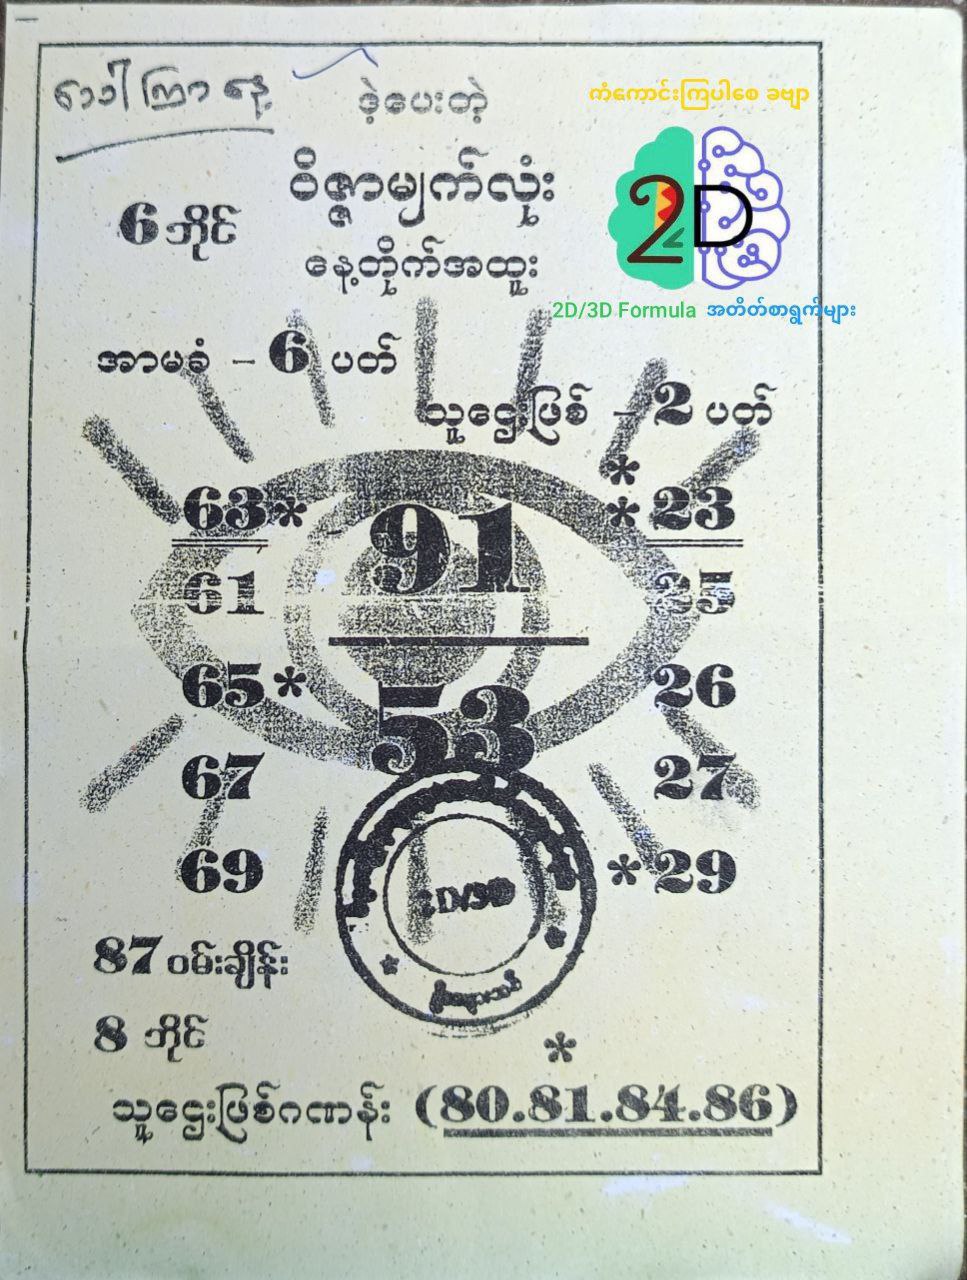 ဒဲ့ပေးတဲ့
ကံကောင်းကြပါစေ ခဗျာ
ဝိဇ္ဇာမျက်လုံး
6 ဘိုင်
2D
နေ့တိုက်အထူး
2D/3D Formula အတိတ်စာရွက်များ
အာမခံ - 6 ပတ်
သူဌေးဖြစ် - 2 ပတ်
*
63* 91 * 23
61 25
65* 53 26
67 27
69 * 29
2D/3D
87 ဝမ်းချိန်း
8 ဘိုင်
*
သူဌေးဖြစ်ဂဏန်း (80.81.84.86)